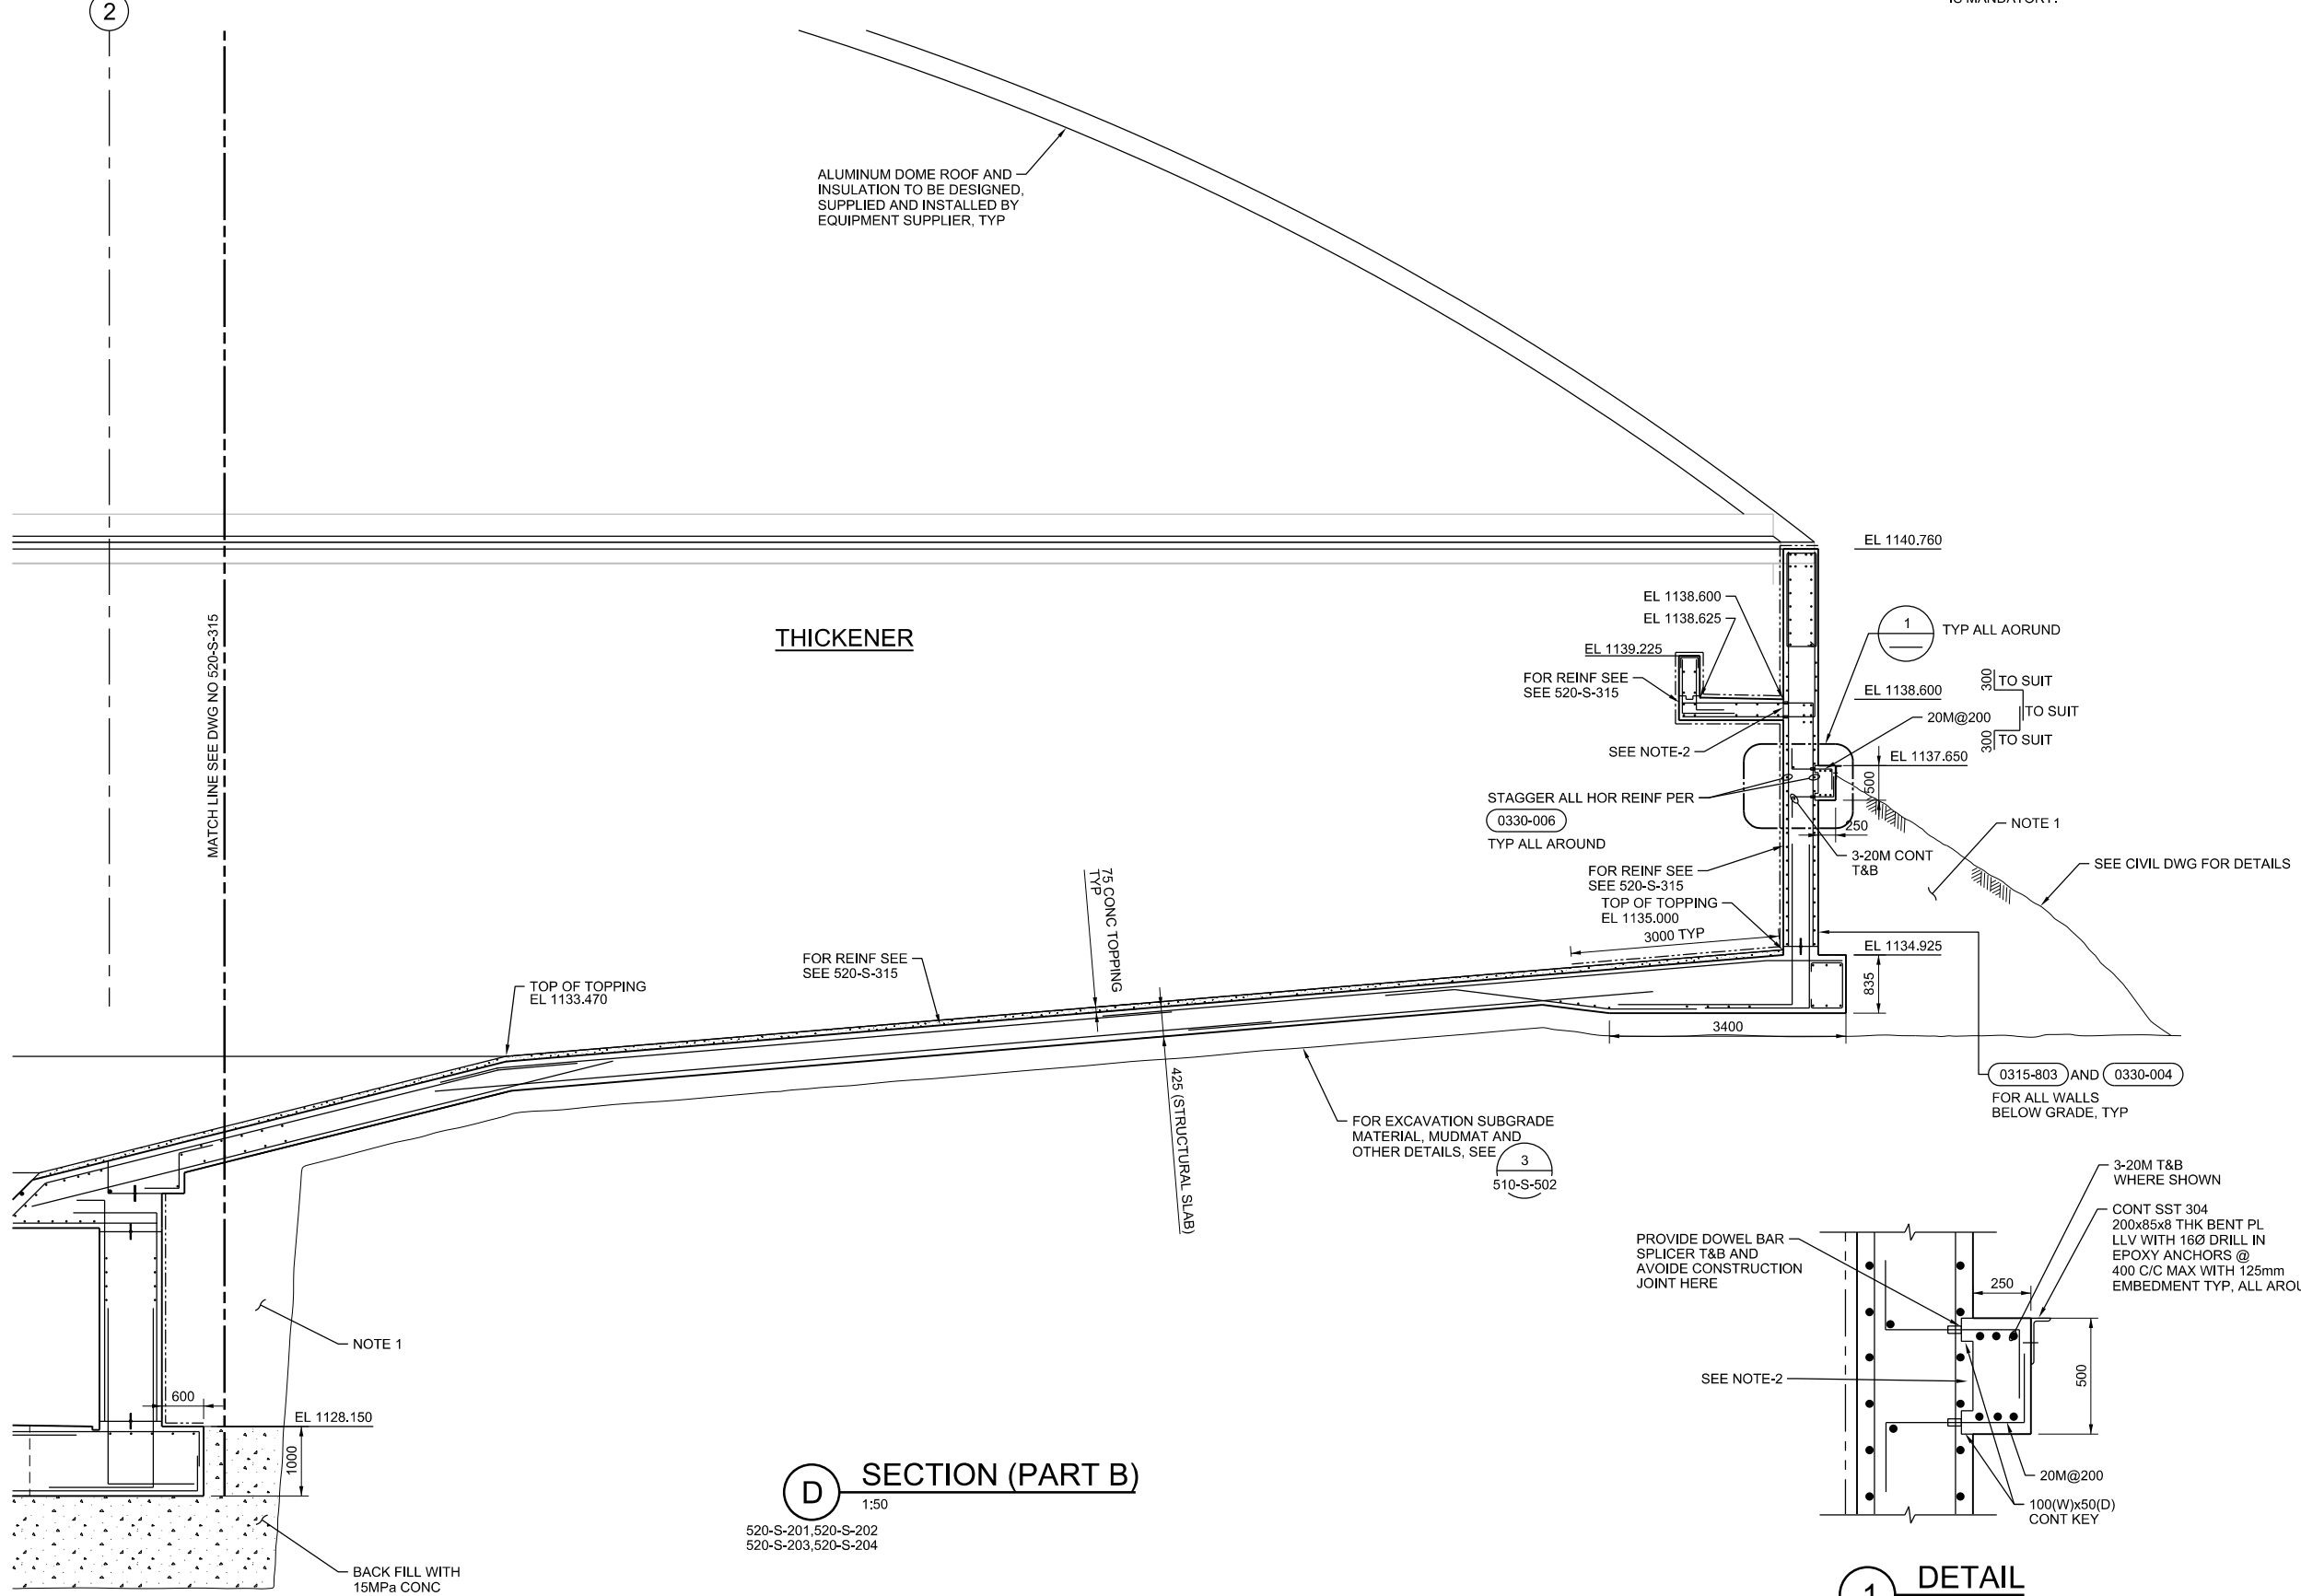 2
IS MANDATORY.
ALUMINUM DOME ROOF AND
INSULATION TO BE DESIGNED,
SUPPLIED AND INSTALLED BY
EQUIPMENT SUPPLIER, TYP
EL 1140.760
MATCH LINE SEE DWG NO 520-S-315
THICKENER
EL 1138.600
EL 1138.625
EL 1139.225
FOR REINF SEE
SEE 520-S-315
SEE NOTE-2
1
TYP ALL AORUND
EL 1138.600
20M@200
300
TO SUIT
TO SUIT
300
TO SUIT
EL 1137.650
500
250
STAGGER ALL HOR REINF PER
0330-006
TYP ALL AROUND
3-20M CONT
T&B
NOTE 1
SEE CIVIL DWG FOR DETAILS
FOR REINF SEE
SEE 520-S-315
TOP OF TOPPING
EL 1135.000
3000 TYP
EL 1134.925
835
3400
75 CONC TOPPING
TYP
FOR REINF SEE
SEE 520-S-315
TOP OF TOPPING
EL 1133.470
425 (STRUCTURAL SLAB)
FOR EXCAVATION SUBGRADE
MATERIAL, MUDMAT AND
OTHER DETAILS, SEE
3
510-S-502
0315-803 AND 0330-004
FOR ALL WALLS
BELOW GRADE, TYP
NOTE 1
600
EL 1128.150
1000
BACK FILL WITH
15MPa CONC
D
SECTION (PART B)
1:50
520-S-201,520-S-202
520-S-203,520-S-204
3-20M T&B
WHERE SHOWN
CONT SST 304
200x85x8 THK BENT PL
LLV WITH 16Ø DRILL IN
EPOXY ANCHORS @
400 C/C MAX WITH 125mm
EMBEDMENT TYP, ALL AROU
PROVIDE DOWEL BAR
SPLICER T&B AND
AVOIDE CONSTRUCTION
JOINT HERE
250
500
SEE NOTE-2
20M@200
100(W)x50(D)
CONT KEY
1
DETAIL